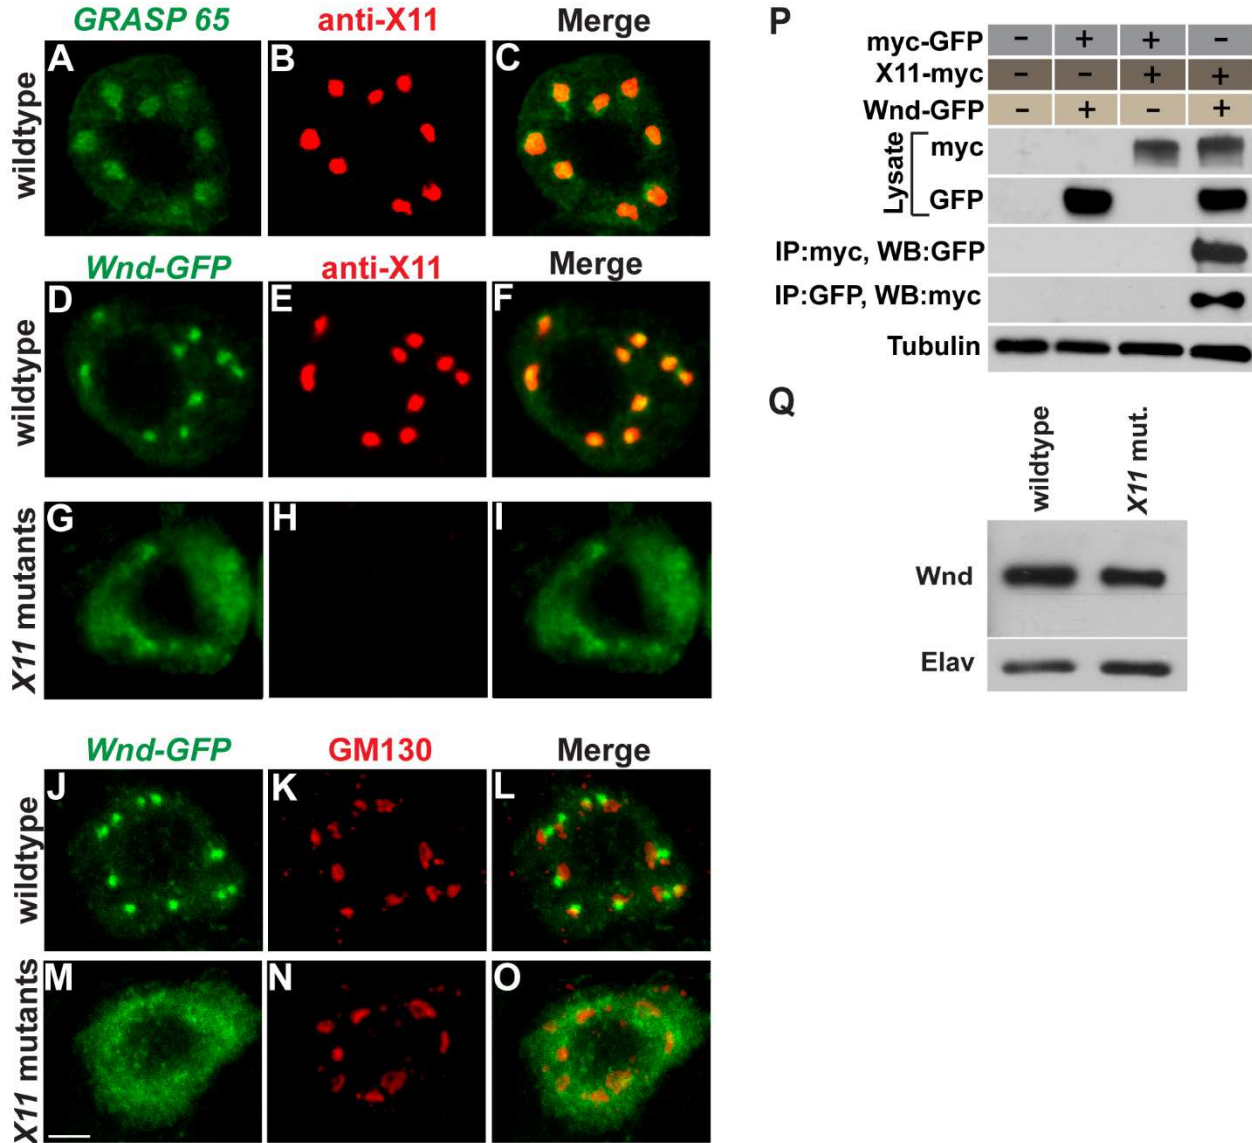 GRASP 65 anti-X11 Merge
wildtype
A B C
Wnd-GFP anti-X11 Merge
wildtype
D E F
X11 mutants
G H I
Wnd-GFP GM130 Merge
wildtype
J K L
X11 mutants
M N O
P
myc-GFP - + + -
X11-myc - - + +
Wnd-GFP - + - +
Lysate
myc
GFP
IP:myc, WB:GFP
IP:GFP, WB:myc
Tubulin
Q
wildtype
X11 mut.
Wnd
Elav